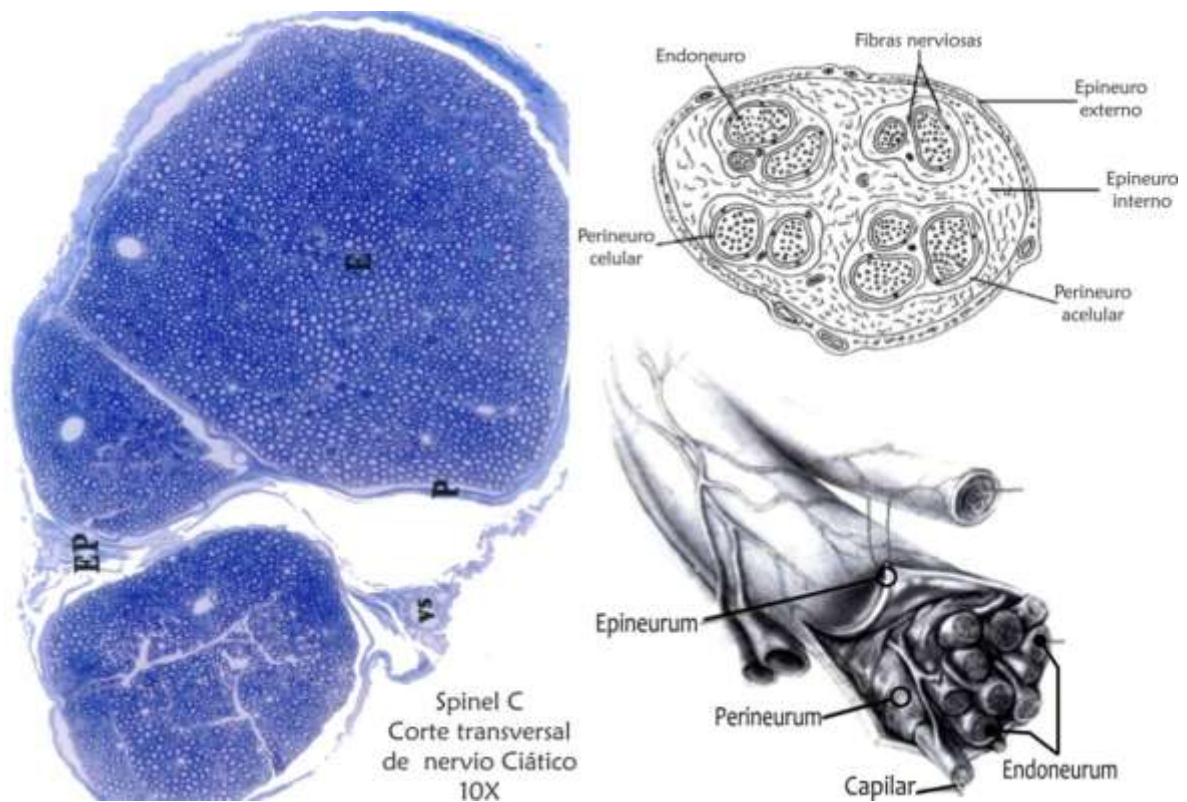 E
P
EP
vs
Spinel C
Corte transversal
de nervio Ciático
10X
Endoneuro
Fibras nerviosas
Epineuro
externo
Epineuro
interno
Perineuro
celular
Perineuro
acelular
Epineurum
Perineurum
Capilar
Endoneurum